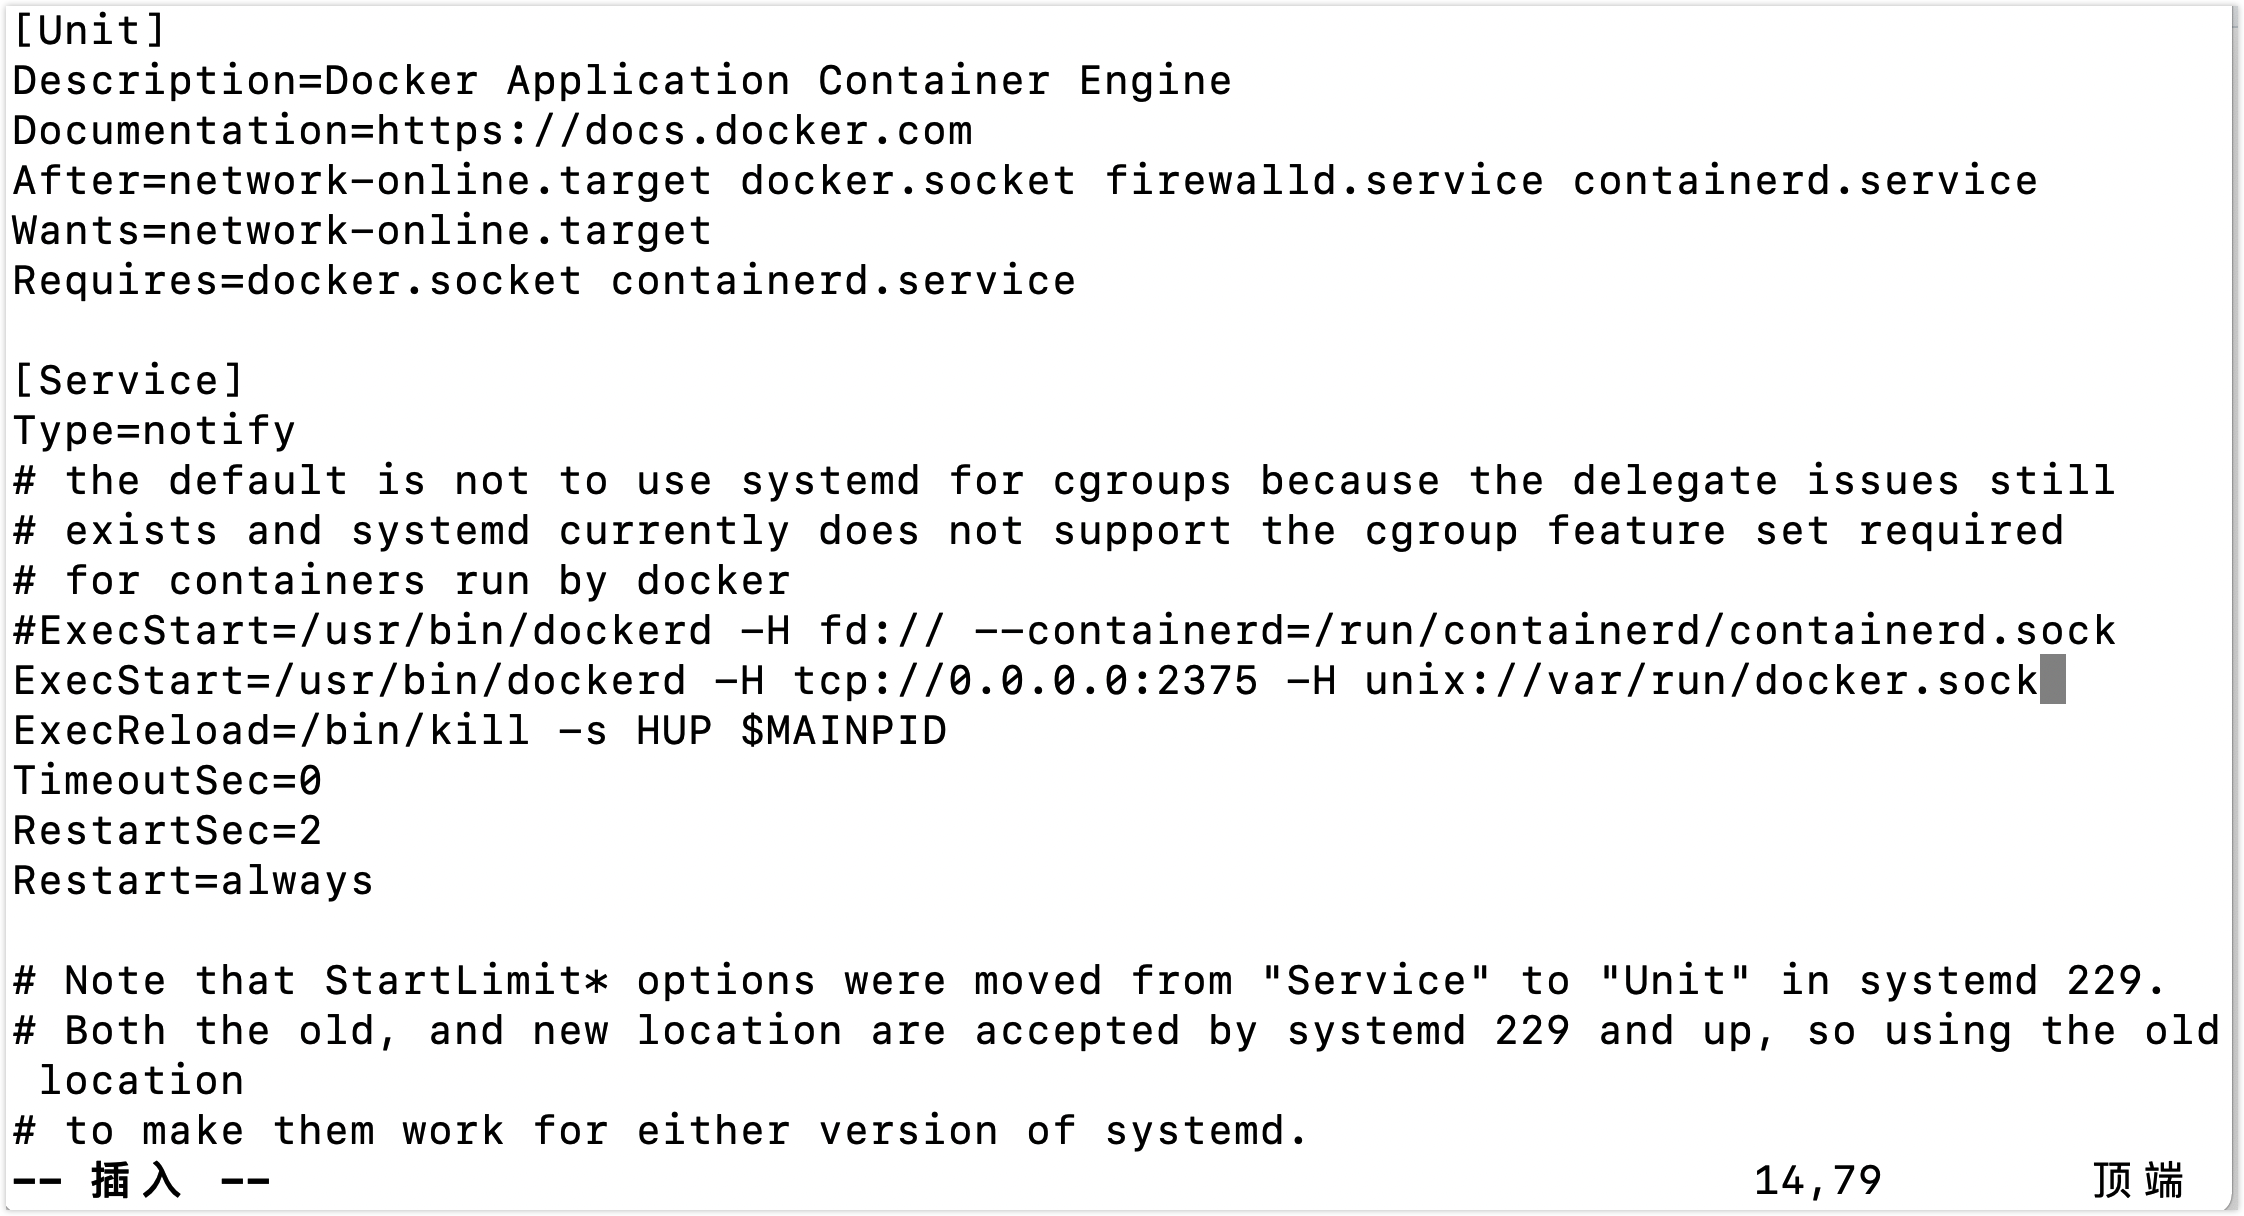 [Unit]
Description=Docker Application Container Engine
Documentation=https://docs.docker.com
After=network-online.target docker.socket firewalld.service containerd.service
Wants=network-online.target
Requires=docker.socket containerd.service

[Service]
Type=notify
# the default is not to use systemd for cgroups because the delegate issues still
# exists and systemd currently does not support the cgroup feature set required
# for containers run by docker
#ExecStart=/usr/bin/dockerd -H fd:// --containerd=/run/containerd/containerd.sock
ExecStart=/usr/bin/dockerd -H tcp://0.0.0.0:2375 -H unix://var/run/docker.sock
ExecReload=/bin/kill -s HUP $MAINPID
TimeoutSec=0
RestartSec=2
Restart=always

# Note that StartLimit* options were moved from "Service" to "Unit" in systemd 229.
# Both the old, and new location are accepted by systemd 229 and up, so using the old
 location
# to make them work for either version of systemd.
-- 插入 -- 14,79 顶端